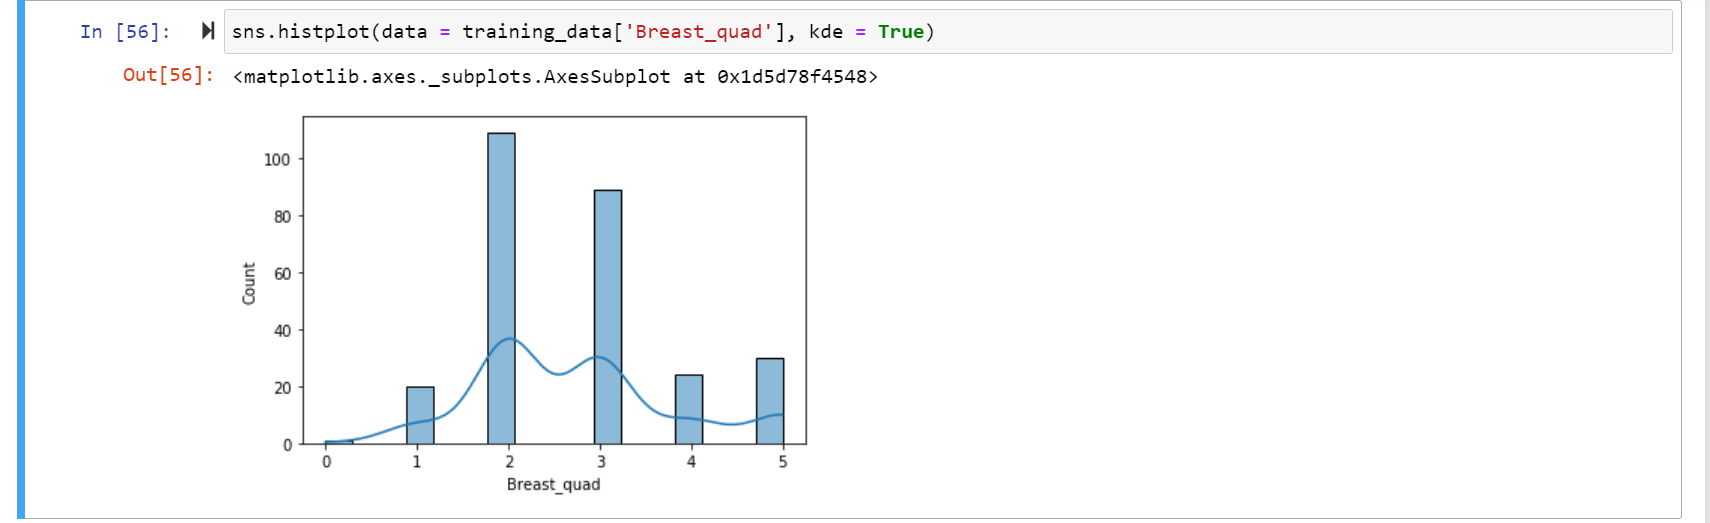 In [56]: sns.histplot(data = training_data['Breast_quad'], kde = True)
Out[56]: <matplotlib.axes._subplots.AxesSubplot at 0x1d5d78f4548>
100
80
60
40
20
0
Count
0 1 2 3 4 5
Breast_quad